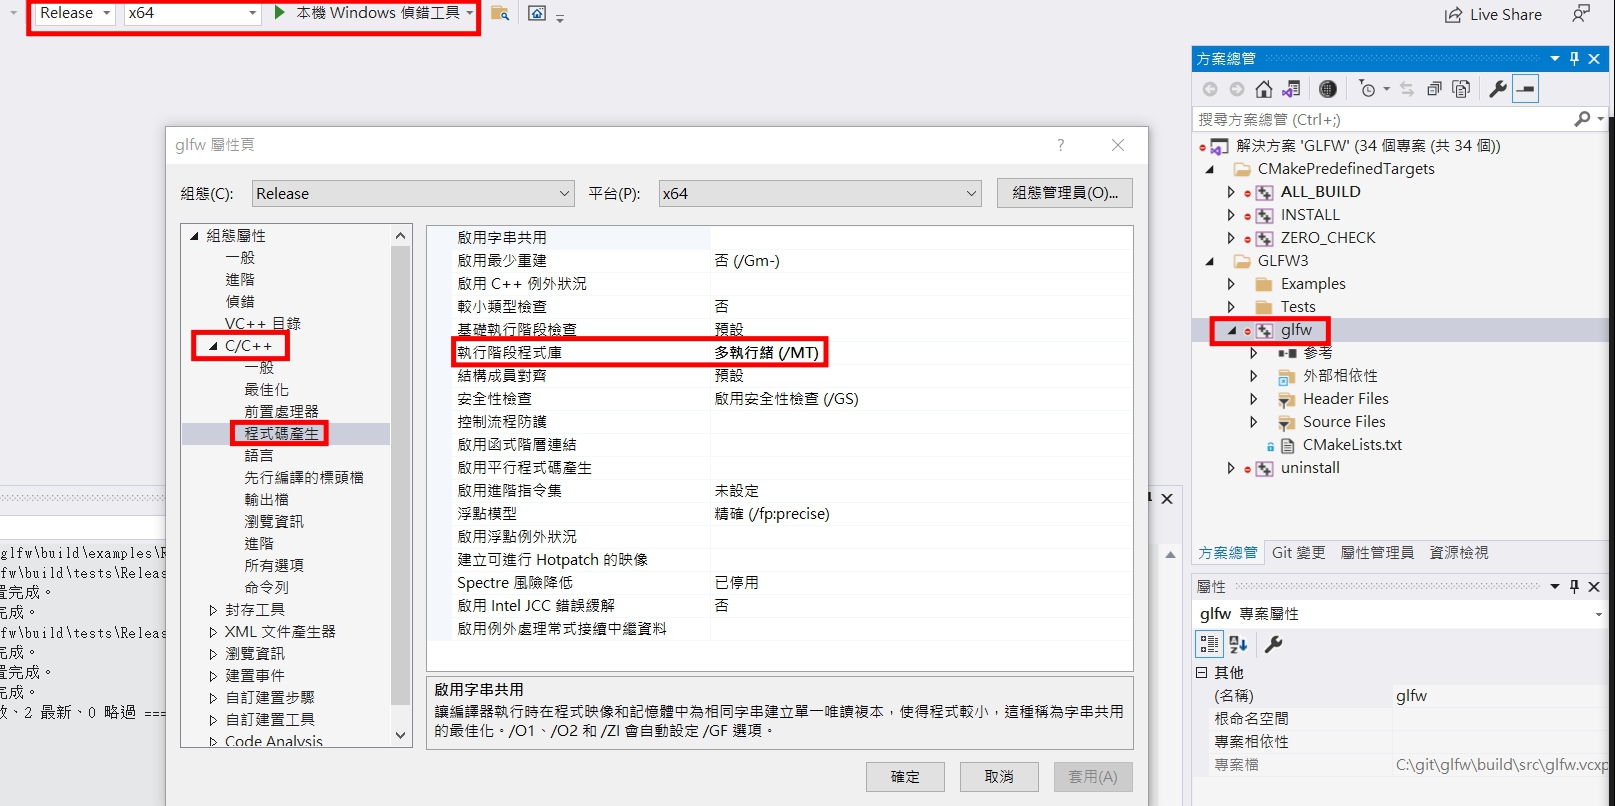 Release
x64
本機 Windows 偵錯工具
Live Share
方案總管
搜尋方案總管 (Ctrl+;)
解決方案 'GLFW' (34 個專案 (共 34 個))
CMakePredefinedTargets
ALL_BUILD
INSTALL
ZERO_CHECK
GLFW3
Examples
Tests
glfw
參考
外部相依性
Header Files
Source Files
CMakeLists.txt
uninstall
方案總管
Git 變更
屬性管理員
資源檢視
屬性
glfw 專案屬性
其他
(名稱) glfw
根命名空間
專案相依性
專案檔 C:\git\glfw\build\src\glfw.vcxp
glfw 屬性頁
?
組態(C):
Release
平台(P):
x64
組態管理員(O)...
組態屬性
一般
進階
偵錯
VC++ 目錄
C/C++
一般
最佳化
前置處理器
程式碼產生
語言
先行編譯的標頭檔
輸出檔
瀏覽資訊
進階
所有選項
命令列
封存工具
XML 文件產生器
瀏覽資訊
建置事件
自訂建置步驟
自訂建置工具
Code Analysis
啟用字串共用
啟用最少重建 否 (/Gm-)
啟用 C++ 例外狀況
較小類型檢查 否
基礎執行階段檢查 預設
執行階段程式庫 多執行緒 (/MT)
結構成員對齊 預設
安全性檢查 啟用安全性檢查 (/GS)
控制流程防護
啟用函式階層連結
啟用平行程式碼產生
啟用進階指令集 未設定
浮點模型 精確 (/fp:precise)
啟用浮點例外狀況
建立可進行 Hotpatch 的映像
Spectre 風險降低 已停用
啟用 Intel JCC 錯誤緩解 否
啟用例外處理常式接續中繼資料
啟用字串共用
讓編譯器執行時在程式映像和記憶體中為相同字串建立單一唯讀複本，使得程式較小，這種稱為字串共用
的最佳化。/O1、/O2 和 /ZI 會自動設定 /GF 選項。
確定
取消
套用(A)
glfw\build\examples\R
fw\build\tests\Releas
置完成。
完成。
fw\build\tests\Releas
完成。
置完成。
完成。
敗、2 最新、0 略過 ===